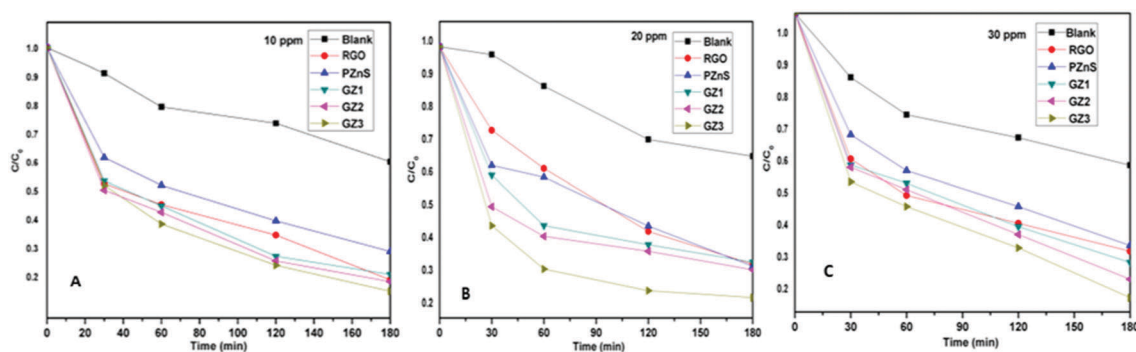 10 ppm
Blank
RGO
PZnS
GZ1
GZ2
GZ3
1.0
0.9
0.8
0.7
0.6
0.5
0.4
0.3
0.2
C/C₀
A
0 20 40 60 80 100 120 140 160 180
Time (min)
20 ppm
Blank
RGO
PZnS
GZ1
GZ2
GZ3
1.0
0.9
0.8
0.7
0.6
0.5
0.4
0.3
0.2
C/C₀
B
0 30 60 90 120 150 180
Time (min)
30 ppm
Blank
RGO
PZnS
GZ1
GZ2
GZ3
1.0
0.9
0.8
0.7
0.6
0.5
0.4
0.3
0.2
C/C₀
C
0 30 60 90 120 150 180
Time (min)